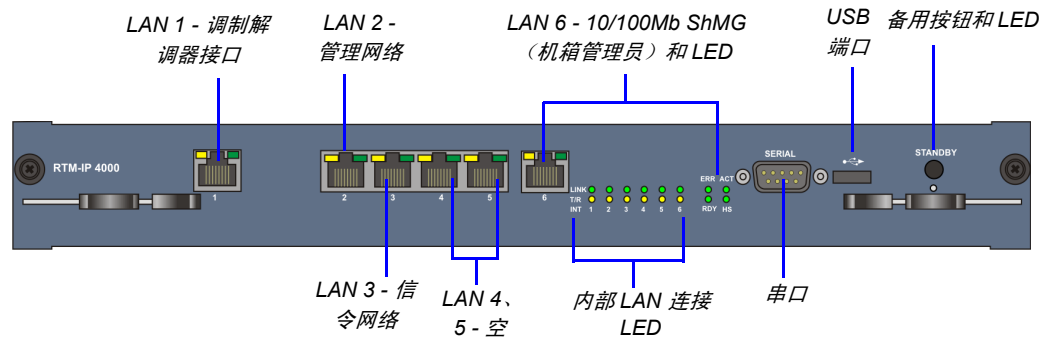 LAN 1 - 调制解
调器接口
LAN 2 -
管理网络
LAN 6 - 10/100Mb ShMG
（机箱管理员）和 LED
USB
端口
备用按钮和 LED
RTM-IP 4000
1
2
3
4
5
6
LINK
T/R
INT 1 2 3 4 5 6
ERR ACT
RDY HS
SERIAL
STANDBY
LAN 3 - 信
令网络
LAN 4、
5 - 空
内部 LAN 连接
LED
串口